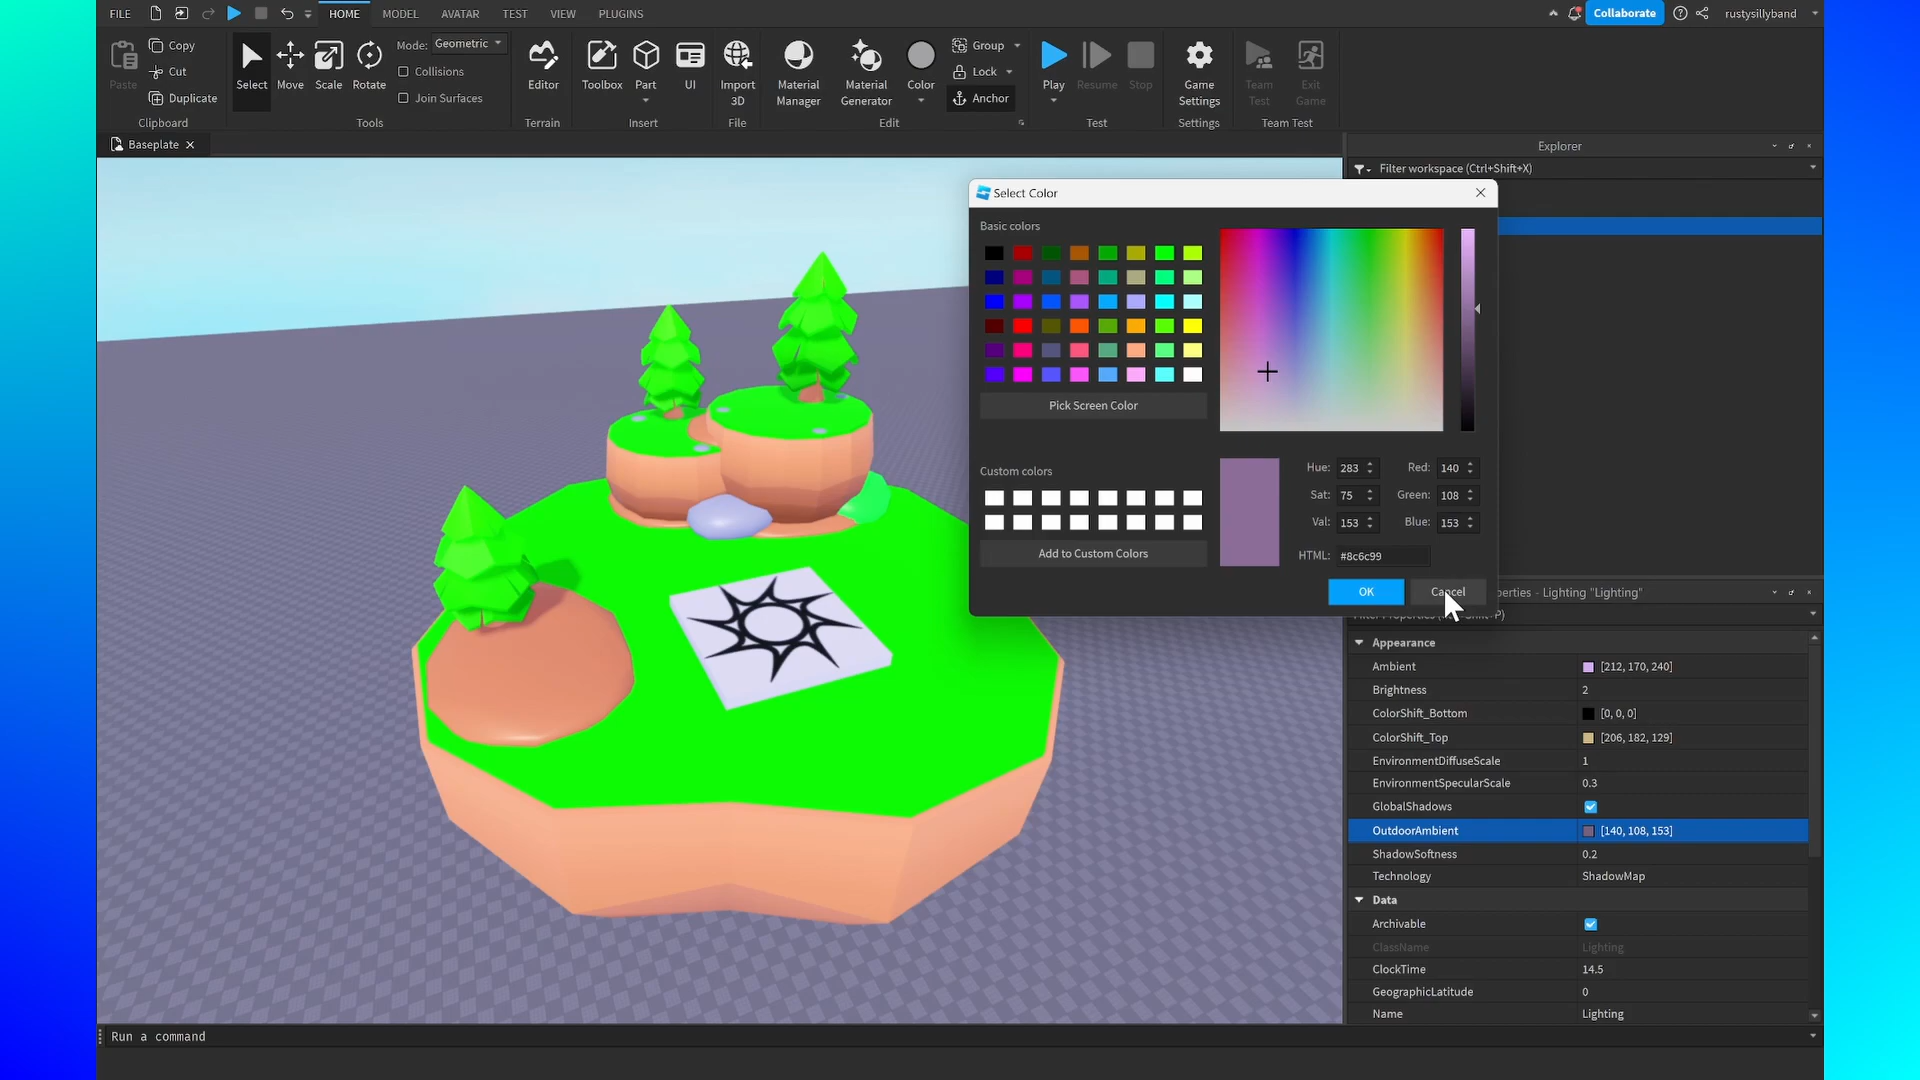 FILE HOME MODEL AVATAR TEST VIEW PLUGINS Collaborate rustysillyband
Paste Copy Cut Duplicate Clipboard
Select Move Scale Rotate Mode: Geometric Collisions Join Surfaces Tools
Editor Terrain
Toolbox Part UI Insert
Import 3D File
Material Manager Material Generator Color Group Lock Anchor Edit
Play Resume Stop Test
Game Settings Settings
Team Test Exit Game Team Test
Baseplate
Explorer
Filter workspace (Ctrl+Shift+X)
Select Color
Basic colors
Pick Screen Color
Custom colors
Add to Custom Colors
Hue: 283 Red: 140
Sat: 75 Green: 108
Val: 153 Blue: 153
HTML: #8c6c99
OK Cancel
erties - Lighting "Lighting"
Appearance
Ambient [212, 170, 240]
Brightness 2
ColorShift_Bottom [0, 0, 0]
ColorShift_Top [206, 182, 129]
EnvironmentDiffuseScale 1
EnvironmentSpecularScale 0.3
GlobalShadows
OutdoorAmbient [140, 108, 153]
ShadowSoftness 0.2
Technology ShadowMap
Data
Archivable
ClassName Lighting
ClockTime 14.5
GeographicLatitude 0
Name Lighting
Run a command